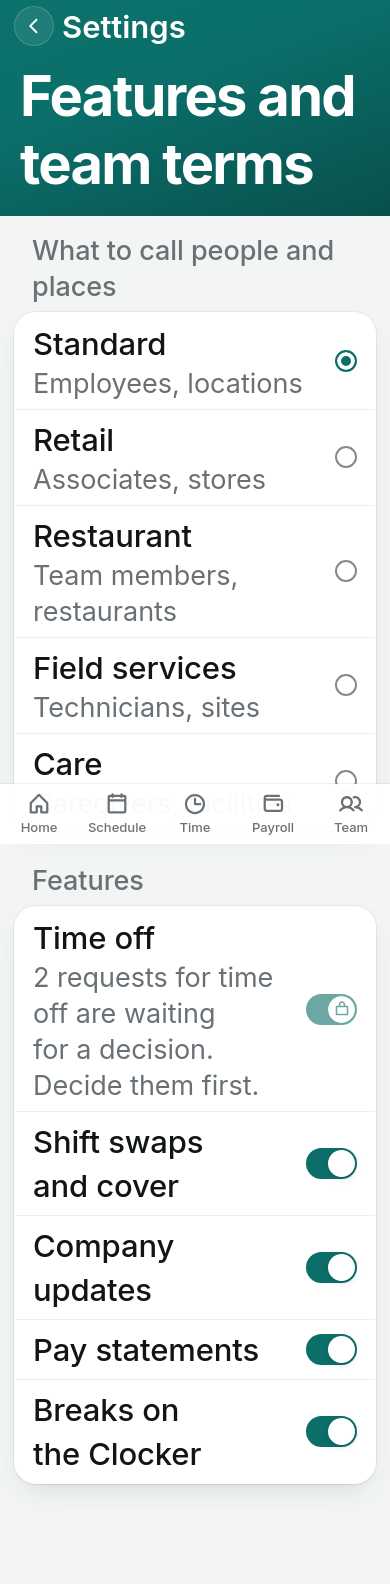 Settings
Features and
team terms
What to call people and
places
Standard
Employees, locations
Retail
Associates, stores
Restaurant
Team members,
restaurants
Field services
Technicians, sites
Care
Home
Schedule
Time
Payroll
Team
Features
Time off
2 requests for time
off are waiting
for a decision.
Decide them first.
Shift swaps
and cover
Company
updates
Pay statements
Breaks on
the Clocker